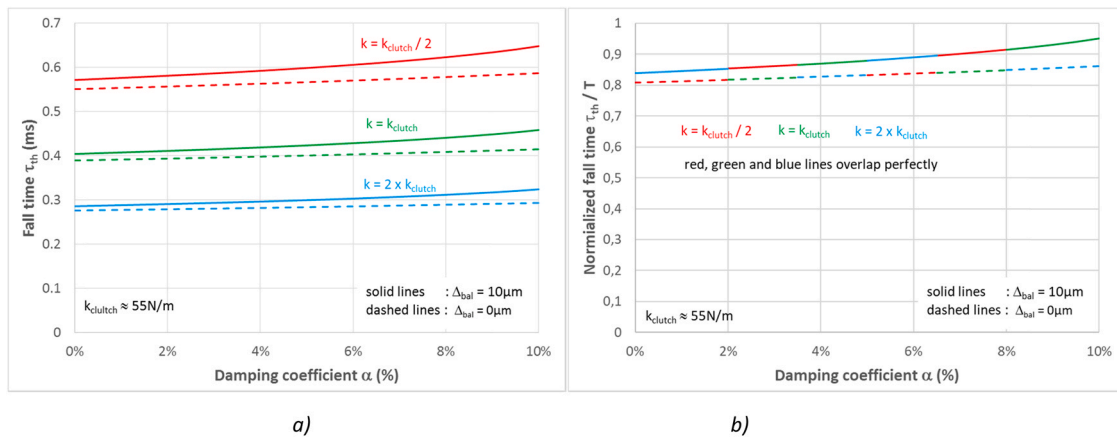 0.7
0.6
0.5
0.4
0.3
0.2
0.1
0
Fall time τth (ms)
k = kclutch / 2
k = kclutch
k = 2 x kclutch
kclultch ≈ 55N/m
solid lines : Δbal = 10µm
dashed lines : Δbal = 0µm
0% 2% 4% 6% 8% 10%
Damping coefficient α (%)
a)
1
0,9
0,8
0,7
0,6
0,5
0,4
0,3
0,2
0,1
0
Normialized fall time τth / T
k = kclutch / 2 k = kclutch k = 2 x kclutch
red, green and blue lines overlap perfectly
kclutch ≈ 55N/m
solid lines : Δbal = 10µm
dashed lines : Δbal = 0µm
0% 2% 4% 6% 8% 10%
Damping coefficient α (%)
b)